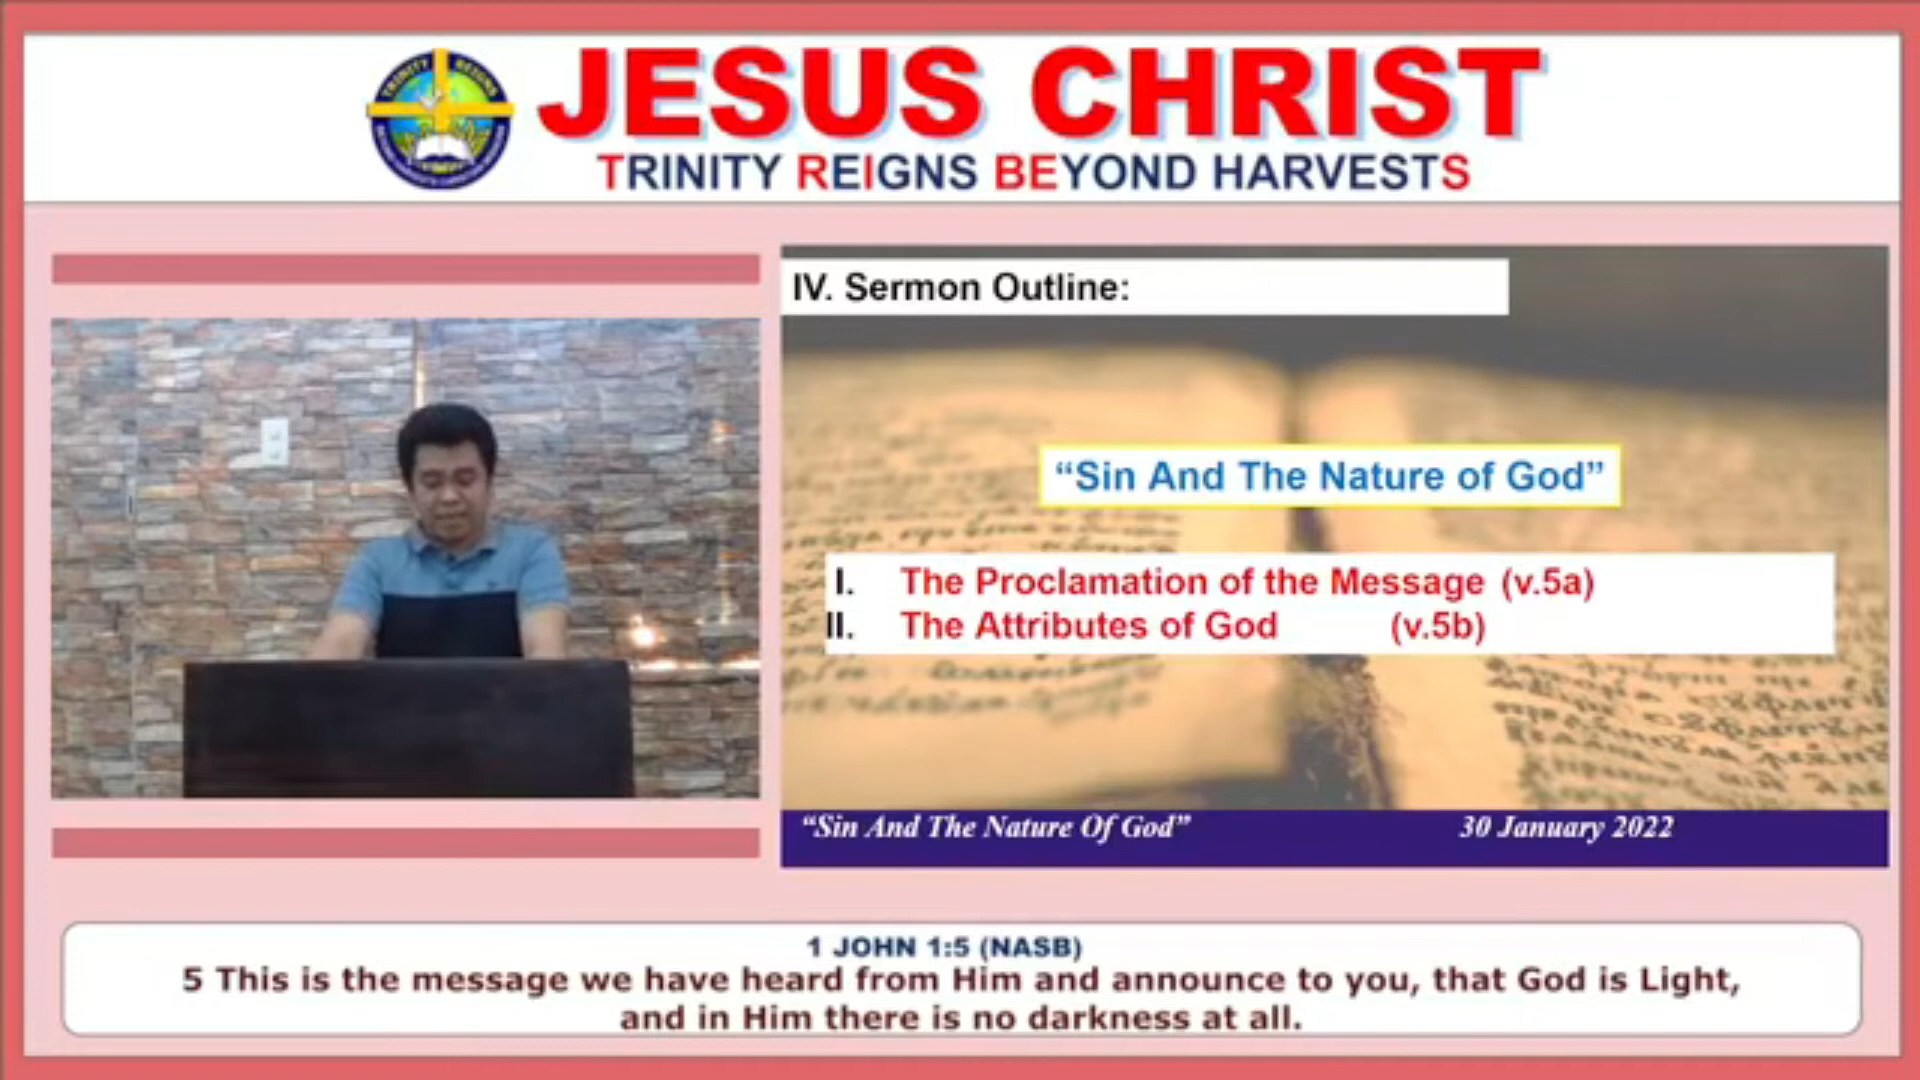 JESUS CHRIST
TRINITY REIGNS BEYOND HARVESTS
TRINITY REIGNS
IV. Sermon Outline:
“Sin And The Nature of God”
I. The Proclamation of the Message (v.5a)
II. The Attributes of God (v.5b)
“Sin And The Nature Of God” 30 January 2022
1 JOHN 1:5 (NASB)
5 This is the message we have heard from Him and announce to you, that God is Light,
and in Him there is no darkness at all.